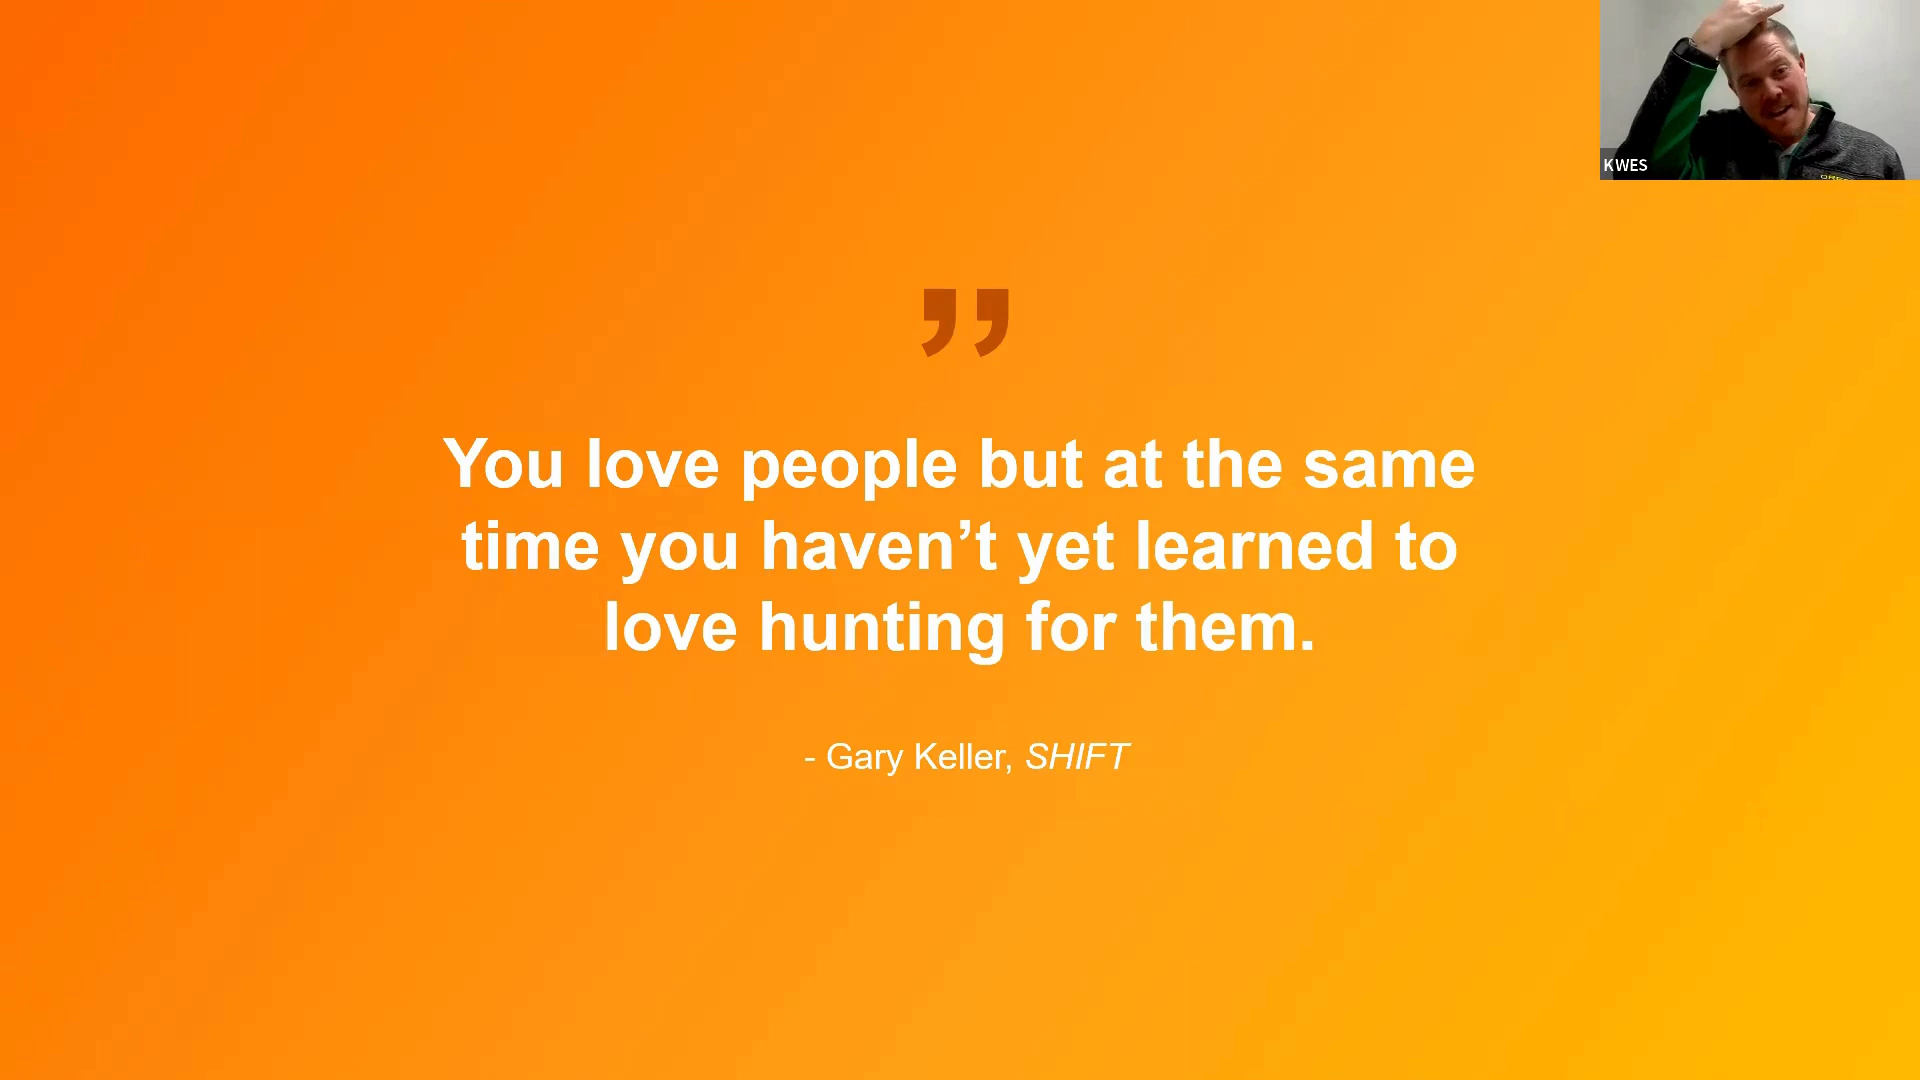 KWES
”
You love people but at the same
time you haven’t yet learned to
love hunting for them.
- Gary Keller, SHIFT